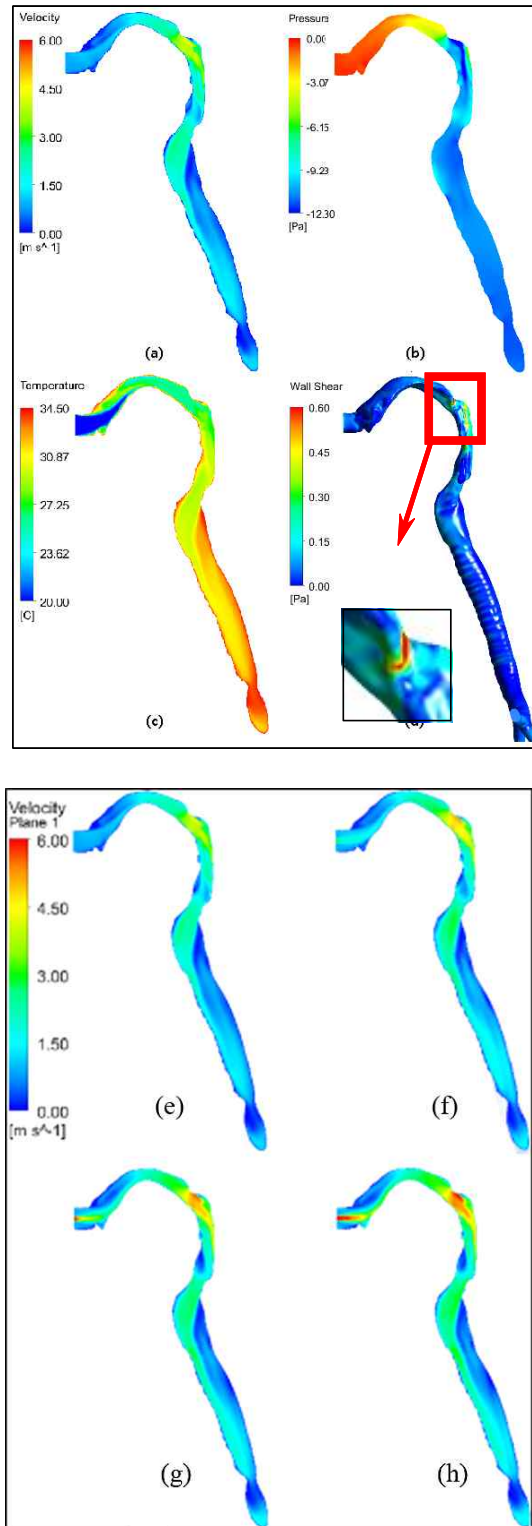 Velocity
6.00
4.50
3.00
1.50
0.00
[m s^-1]
(a)
Pressure
0.00
-3.07
-6.15
-9.23
-12.30
[Pa]
(b)
Temperature
34.50
30.87
27.25
23.62
20.00
[C]
(c)
Wall Shear
0.60
0.45
0.30
0.15
0.00
[Pa]
Velocity
Plane 1
6.00
4.50
3.00
1.50
0.00
[m s^-1]
(e)
(f)
(g)
(h)